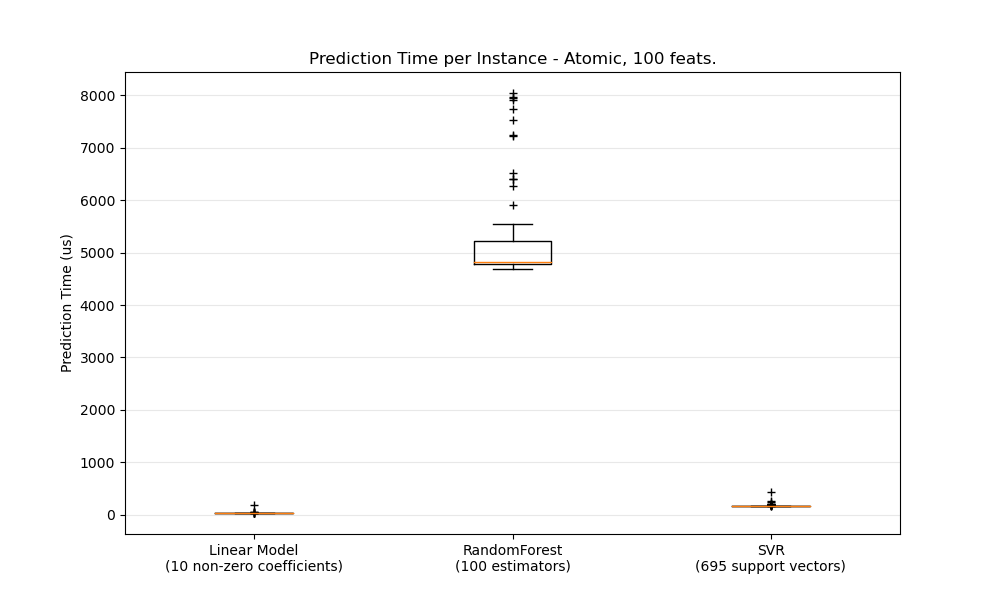 Prediction Time per Instance - Atomic, 100 feats.
Prediction Time (us)
8000
7000
6000
5000
4000
3000
2000
1000
0
Linear Model
(10 non-zero coefficients)
RandomForest
(100 estimators)
SVR
(695 support vectors)